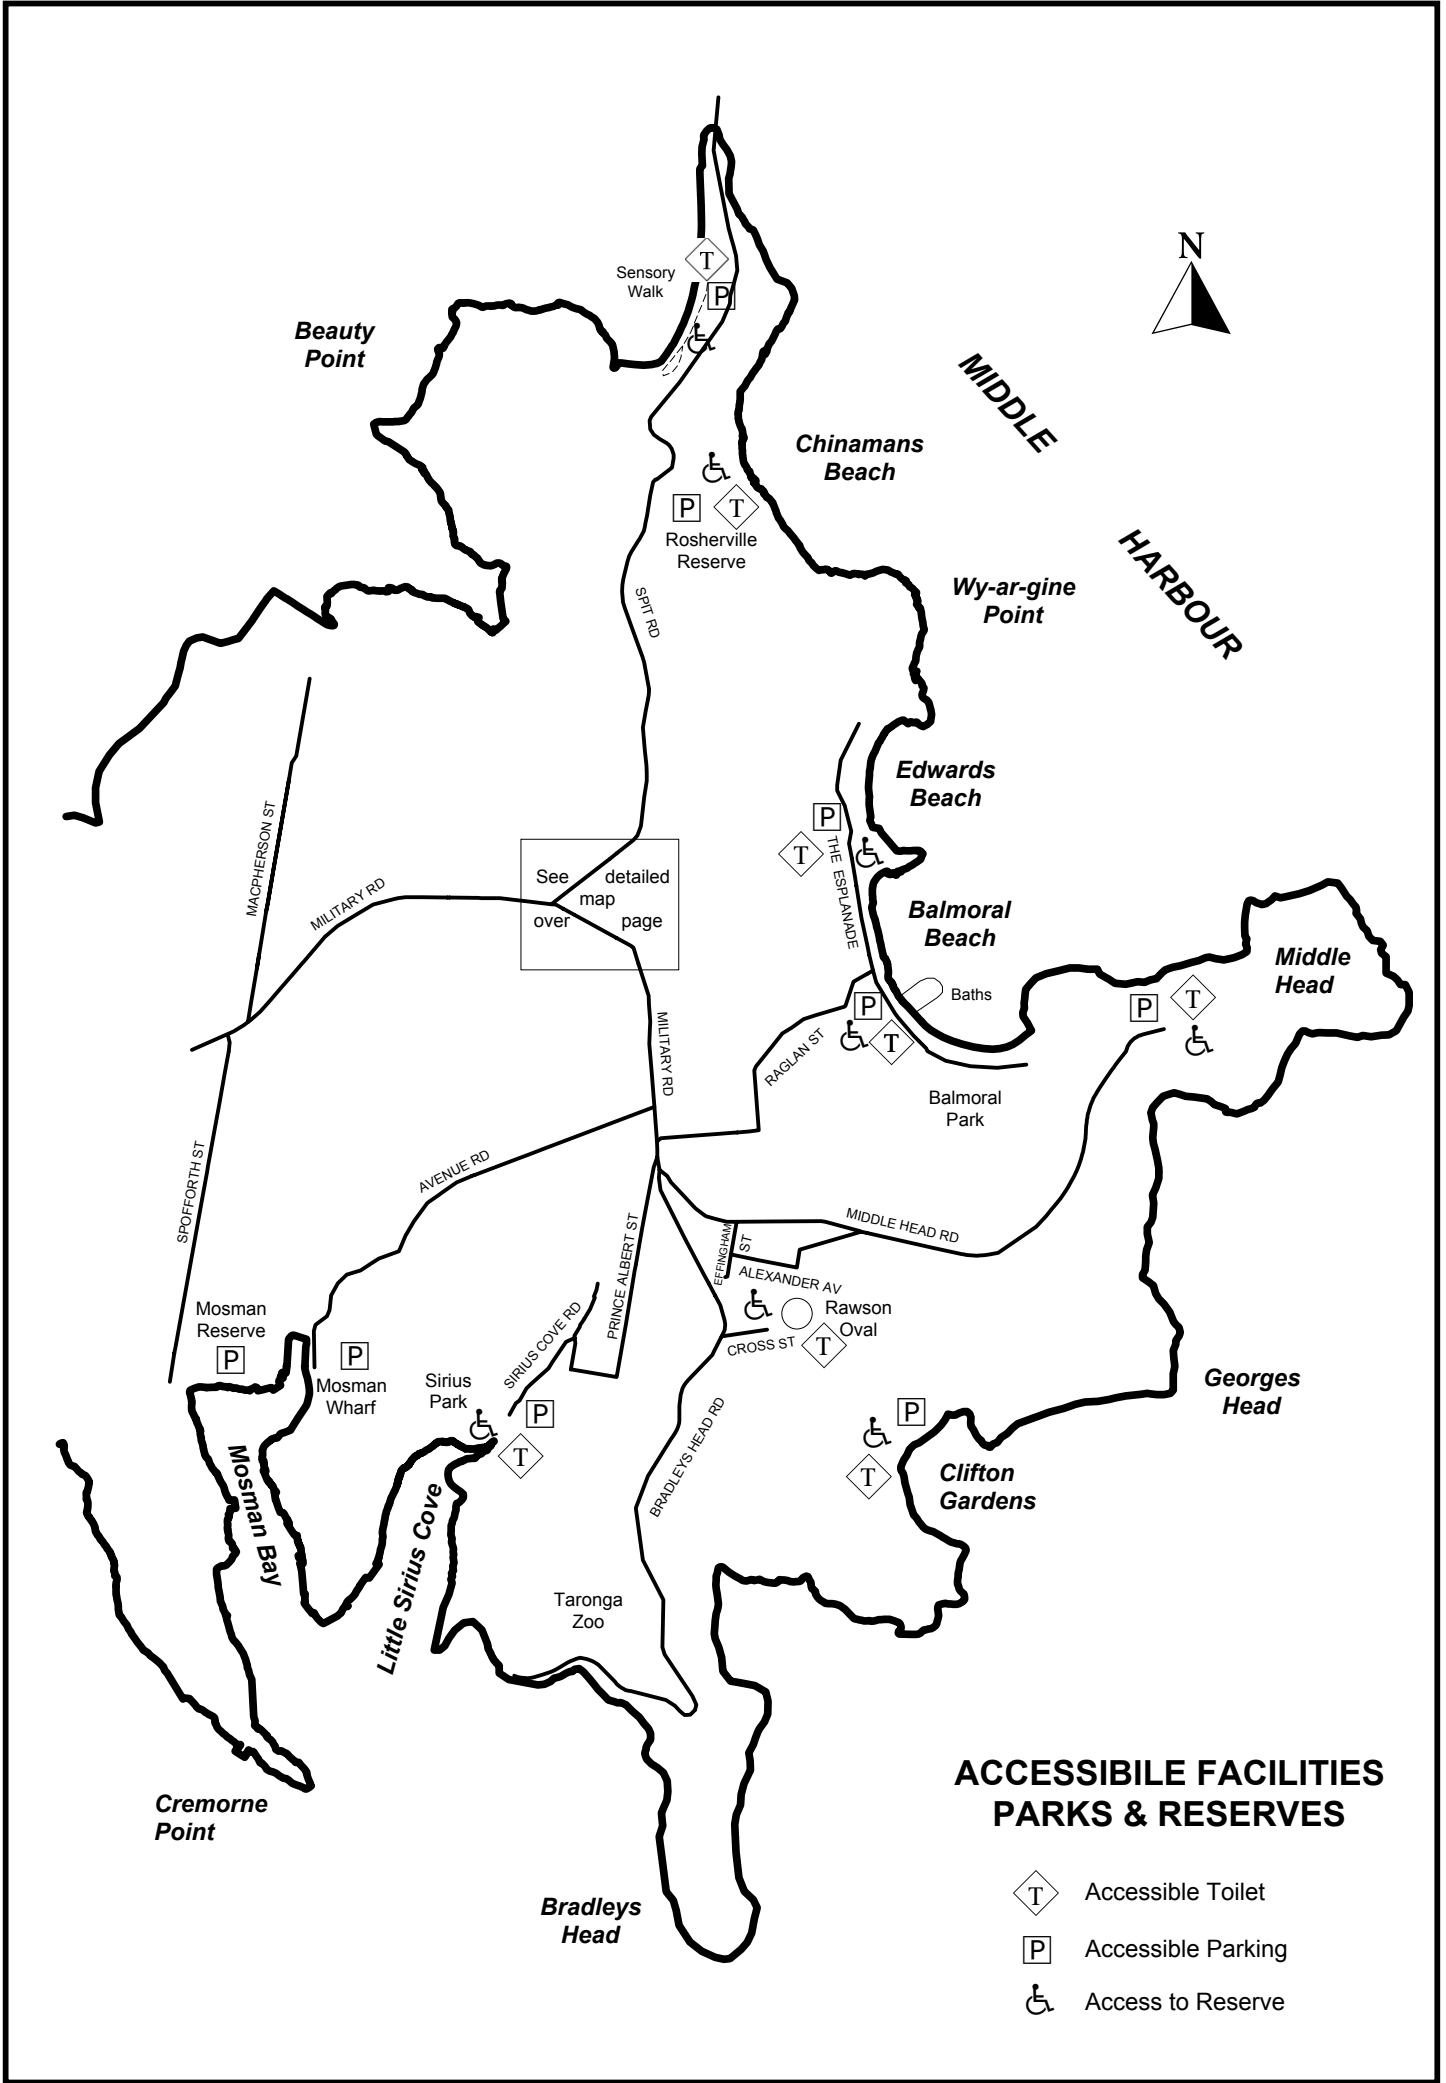 N
T
Sensory
Walk
P
Beauty
Point
MIDDLE
HARBOUR
Chinamans
Beach
P
T
Rosherville
Reserve
Wy-ar-gine
Point
SPIT RD
Edwards
Beach
P
T
THE ESPLANADE
MACPHERSON ST
MILITARY RD
See detailed
map
over page
Balmoral
Beach
Middle
Head
Baths
P
T
P
T
MILITARY RD
RAGLAN ST
Balmoral
Park
AVENUE RD
SPOFFORTH ST
MIDDLE HEAD RD
PRINCE ALBERT ST
EFFINGHAM
ST
ALEXANDER AV
Rawson
Oval
CROSS ST
T
Mosman
Reserve
P
P
Mosman
Wharf
SIRIUS COVE RD
Sirius
Park
P
T
Georges
Head
BRADLEYS HEAD RD
P
T
Clifton
Gardens
Mosman Bay
Little Sirius Cove
Taronga
Zoo
Cremorne
Point
Bradleys
Head
ACCESSIBILE FACILITIES
PARKS & RESERVES
T Accessible Toilet
P Accessible Parking
Access to Reserve